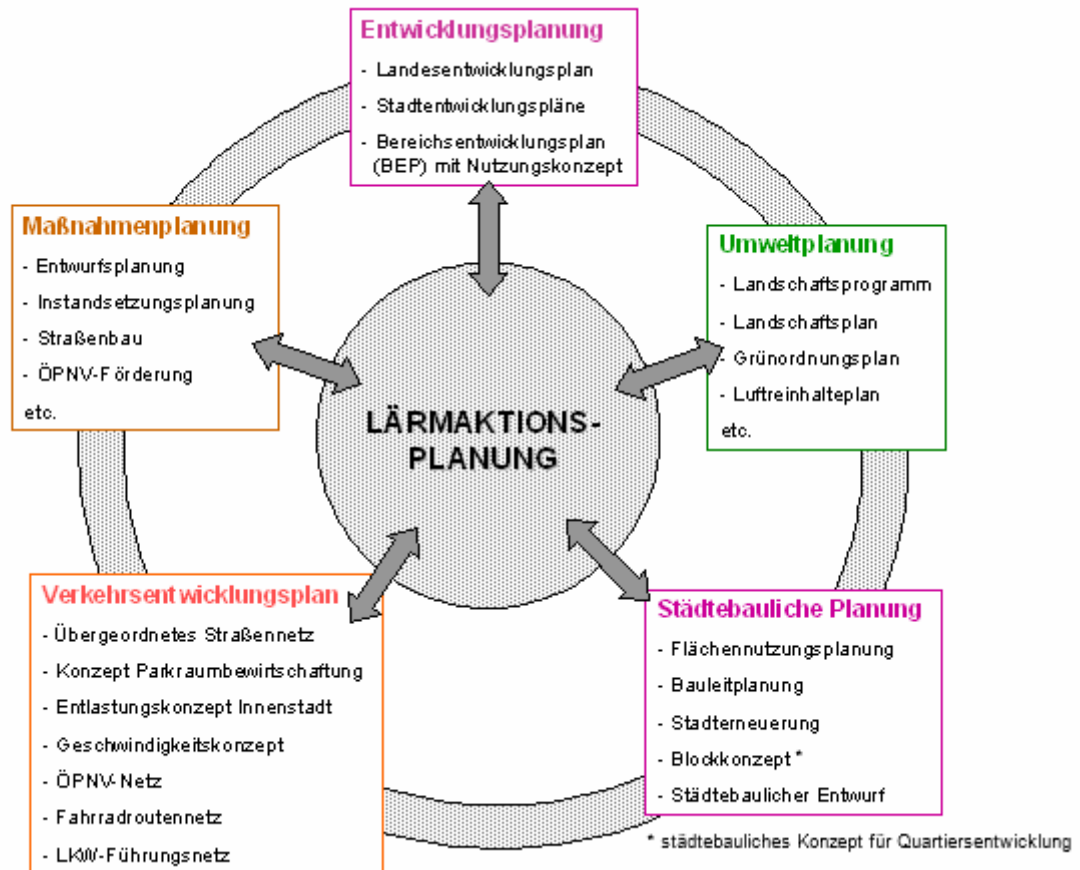 Entwicklungsplanung
- Landesentwicklungsplan
- Stadtentwicklungspläne
- Bereichsentwicklungsplan
(BEP) mit Nutzungskonzept
Maßnahmenplanung
- Entwurfsplanung
- Instandsetzungsplanung
- Straßenbau
- ÖPNV-Förderung
etc.
Umweltplanung
- Landschaftsprogramm
- Landschaftsplan
- Grünordnungsplan
- Luftreinhalteplan
etc.
LÄRMAKTIONS-
PLANUNG
Verkehrsentwicklungsplan
- Übergeordnetes Straßennetz
- Konzept Parkraumbewirtschaftung
- Entlastungskonzept Innenstadt
- Geschwindigkeitskonzept
- ÖPNV-Netz
- Fahrradroutennetz
- LKW-Führungsnetz
Städtebauliche Planung
- Flächennutzungsplanung
- Bauleitplanung
- Stadterneuerung
- Blockkonzept *
- Städtebaulicher Entwurf
* städtebauliches Konzept für Quartiersentwicklung